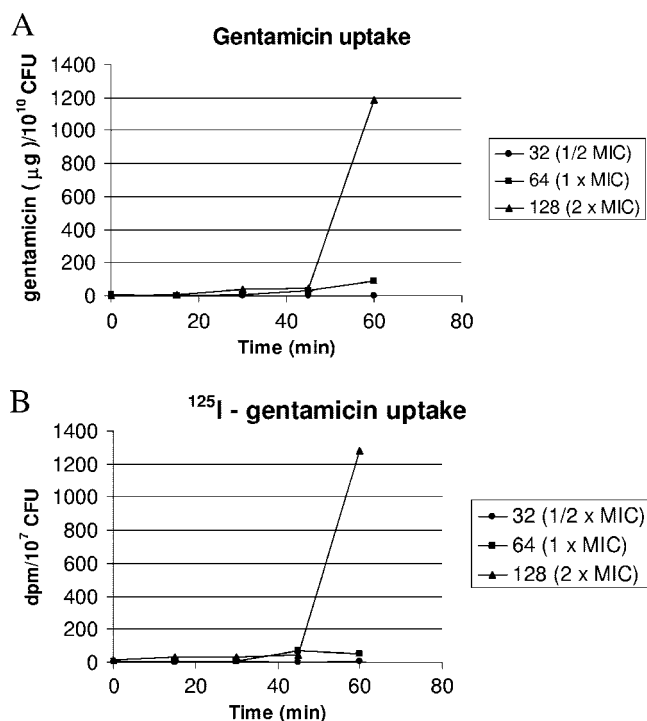 A
Gentamicin uptake
gentamicin (μg)/10¹⁰ CFU
1400
1200
1000
800
600
400
200
0
0 20 40 60 80
Time (min)
32 (1/2 MIC)
64 (1 x MIC)
128 (2 x MIC)
B
¹²⁵I - gentamicin uptake
dpm/10⁷ CFU
1400
1200
1000
800
600
400
200
0
0 20 40 60 80
Time (min)
32 (1/2 x MIC)
64 (1 x MIC)
128 (2 x MIC)